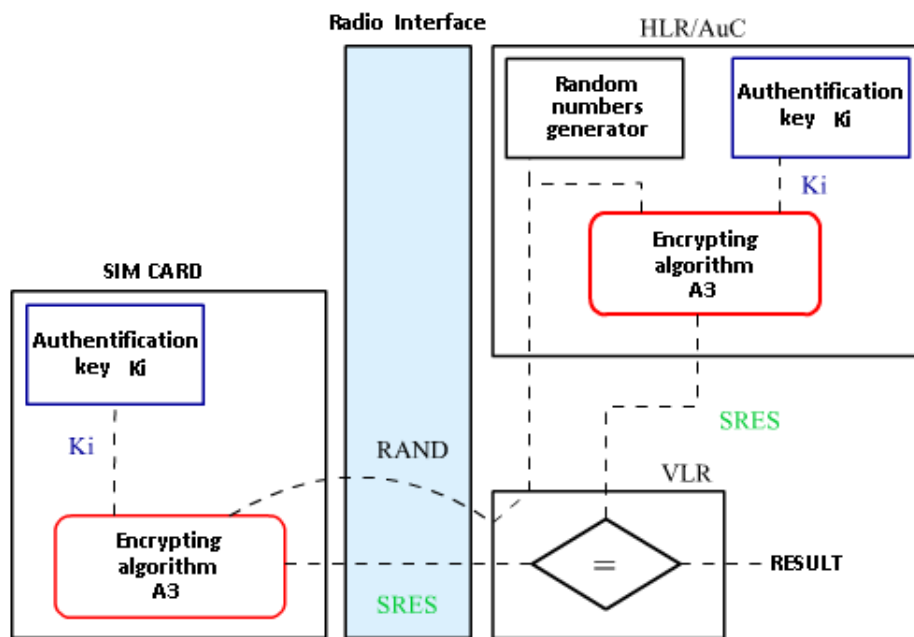 Radio Interface
HLR/AuC
Random
numbers
generator
Authentification
key Ki
Ki
Encrypting
algorithm
A3
SIM CARD
Authentification
key Ki
Ki
RAND
SRES
VLR
Encrypting
algorithm
A3
SRES
=
RESULT